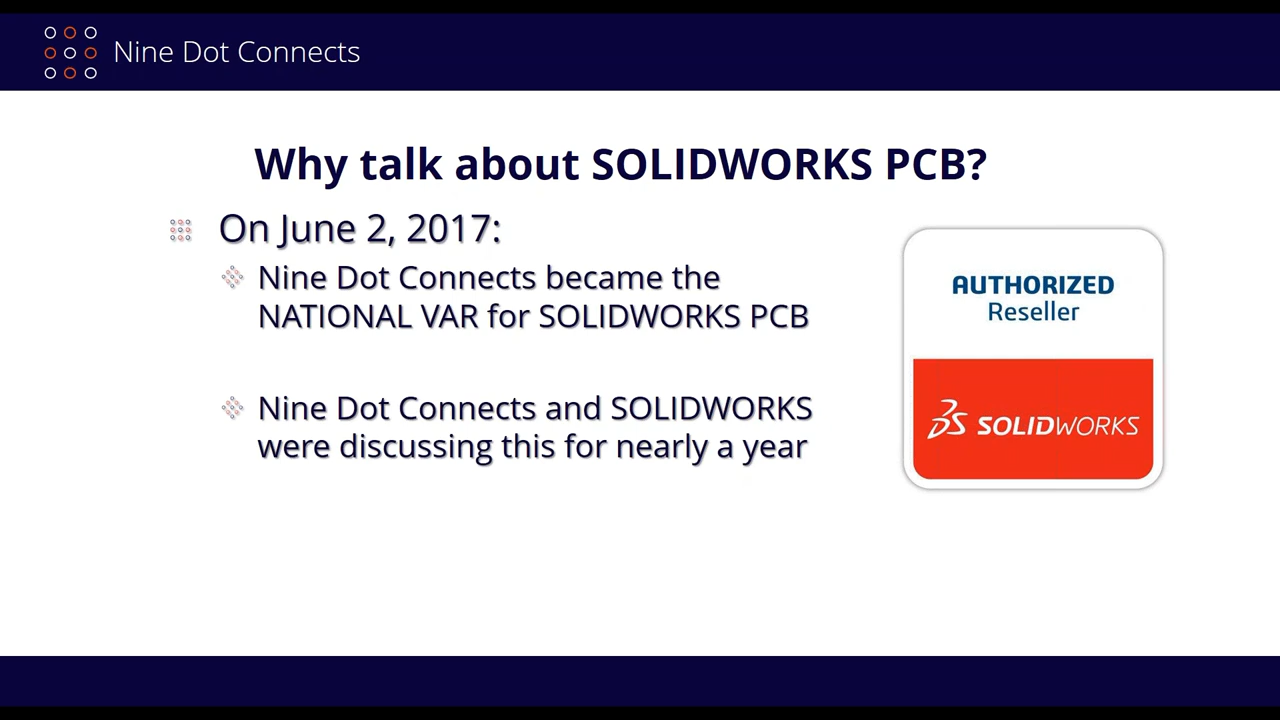 Nine Dot Connects
Why talk about SOLIDWORKS PCB?
On June 2, 2017:
Nine Dot Connects became the
NATIONAL VAR for SOLIDWORKS PCB
Nine Dot Connects and SOLIDWORKS
were discussing this for nearly a year
AUTHORIZED
Reseller
SOLIDWORKS